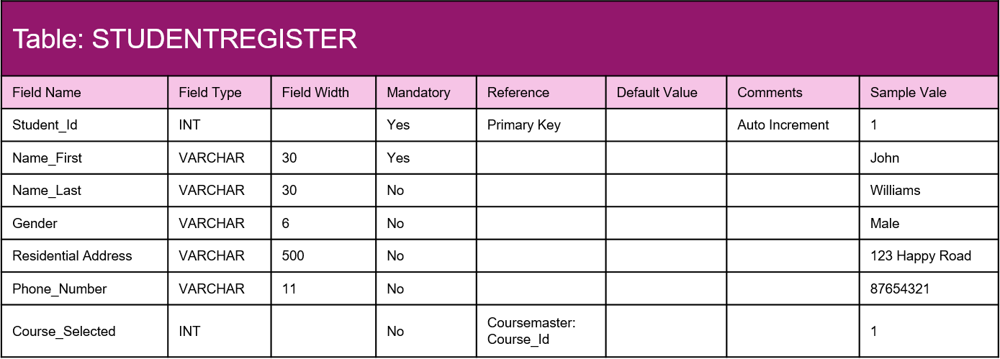 Table: STUDENTREGISTER
Field Name Field Type Field Width Mandatory Reference Default Value Comments Sample Vale
Student_Id INT Yes Primary Key Auto Increment 1
Name_First VARCHAR 30 Yes John
Name_Last VARCHAR 30 No Williams
Gender VARCHAR 6 No Male
Residential Address VARCHAR 500 No 123 Happy Road
Phone_Number VARCHAR 11 No 87654321
Course_Selected INT No Coursemaster: 
Course_Id 1